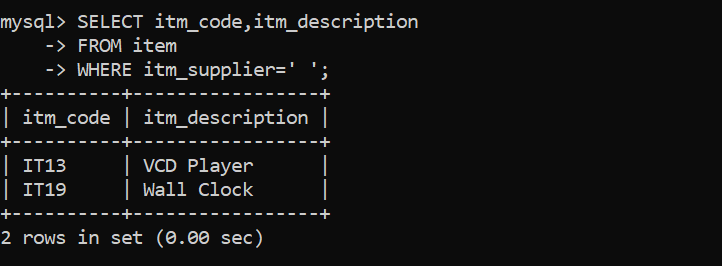 mysql> SELECT itm_code,itm_description
    -> FROM item
    -> WHERE itm_supplier=' ';
+----------+-----------------+
| itm_code | itm_description |
+----------+-----------------+
| IT13     | VCD Player      |
| IT19     | Wall Clock      |
+----------+-----------------+
2 rows in set (0.00 sec)